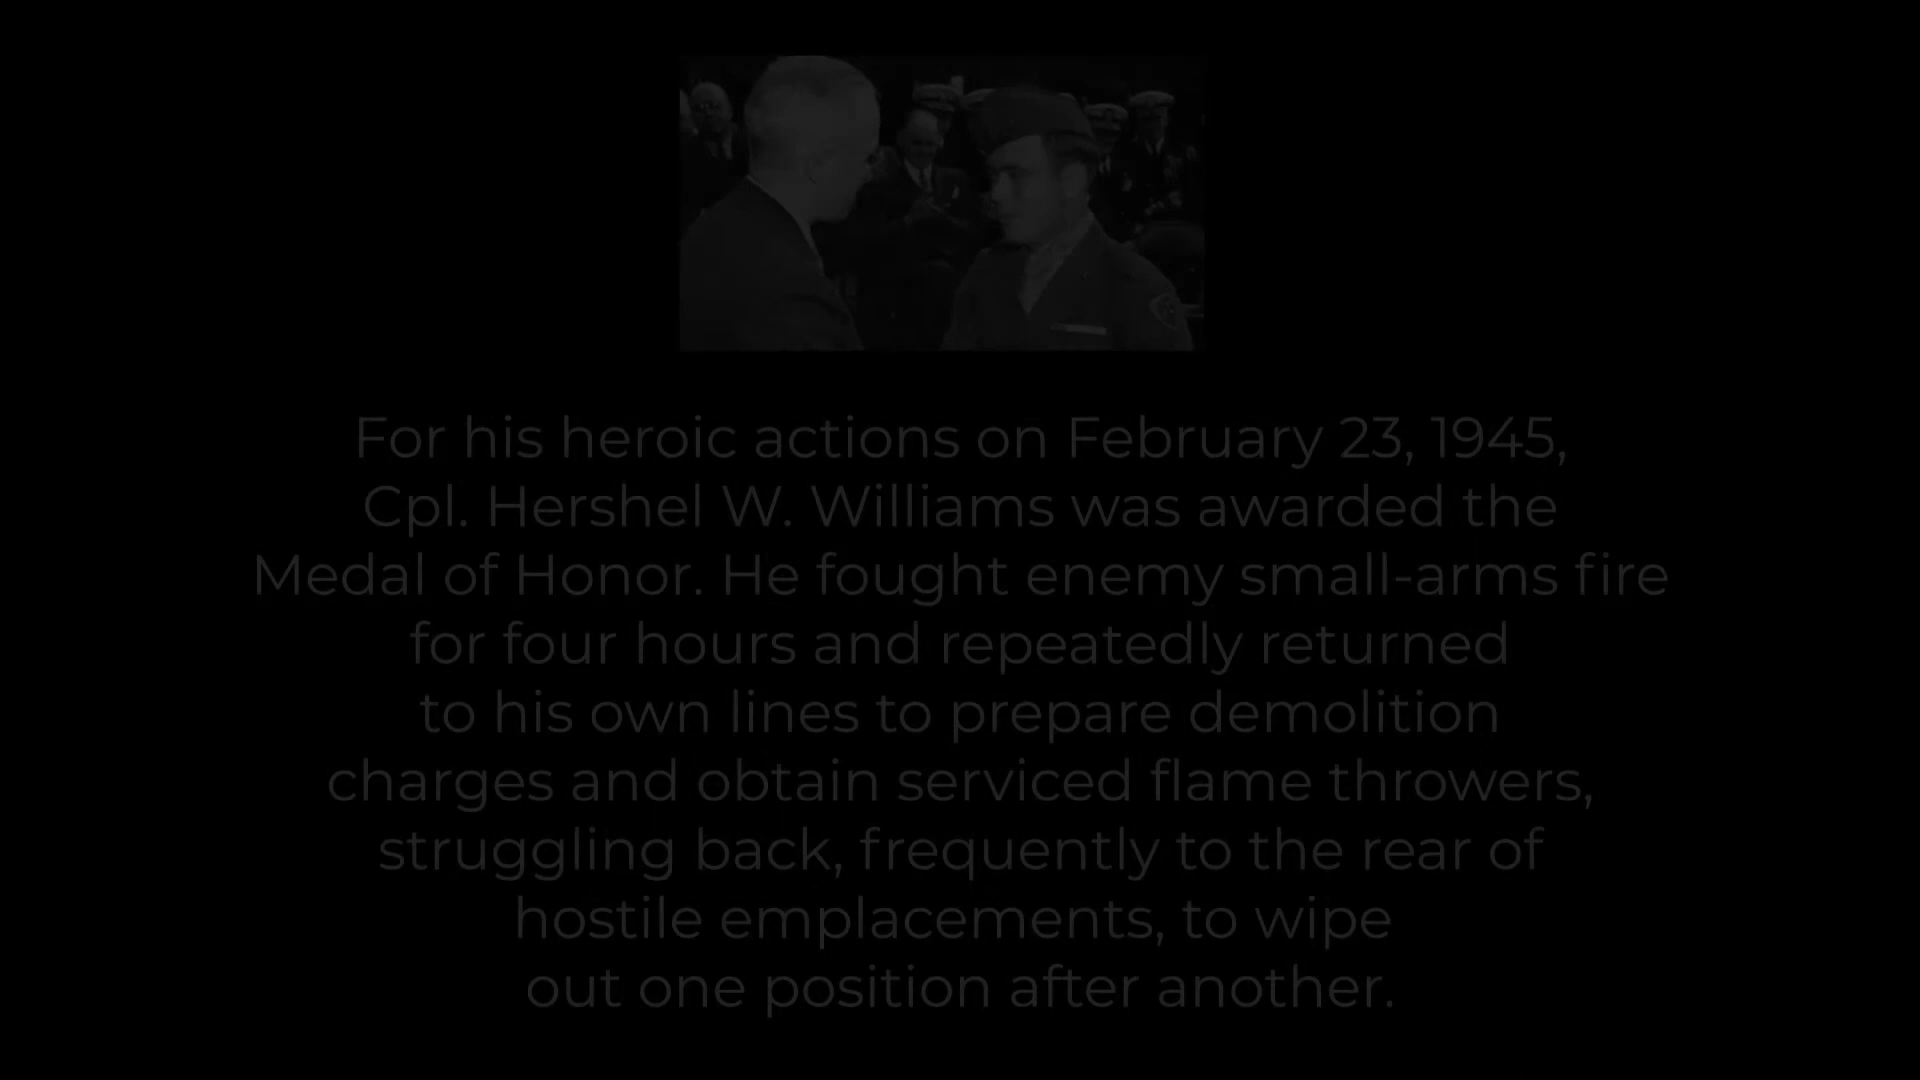 For his heroic actions on February 23, 1945,
Cpl. Hershel W. Williams was awarded the
Medal of Honor. He fought enemy small-arms fire
for four hours and repeatedly returned
to his own lines to prepare demolition
charges and obtain serviced flame throwers,
struggling back, frequently to the rear of
hostile emplacements, to wipe
out one position after another.